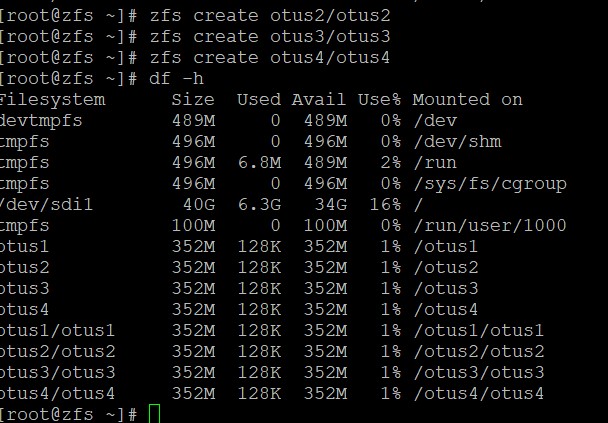 [root@zfs ~]# zfs create otus2/otus2
[root@zfs ~]# zfs create otus3/otus3
[root@zfs ~]# zfs create otus4/otus4
[root@zfs ~]# df -h
Filesystem      Size  Used Avail Use% Mounted on
devtmpfs        489M     0  489M   0% /dev
tmpfs           496M     0  496M   0% /dev/shm
tmpfs           496M  6.8M  489M   2% /run
tmpfs           496M     0  496M   0% /sys/fs/cgroup
/dev/sdi1        40G  6.3G   34G  16% /
tmpfs           100M     0  100M   0% /run/user/1000
otus1           352M  128K  352M   1% /otus1
otus2           352M  128K  352M   1% /otus2
otus3           352M  128K  352M   1% /otus3
otus4           352M  128K  352M   1% /otus4
otus1/otus1     352M  128K  352M   1% /otus1/otus1
otus2/otus2     352M  128K  352M   1% /otus2/otus2
otus3/otus3     352M  128K  352M   1% /otus3/otus3
otus4/otus4     352M  128K  352M   1% /otus4/otus4
[root@zfs ~]#